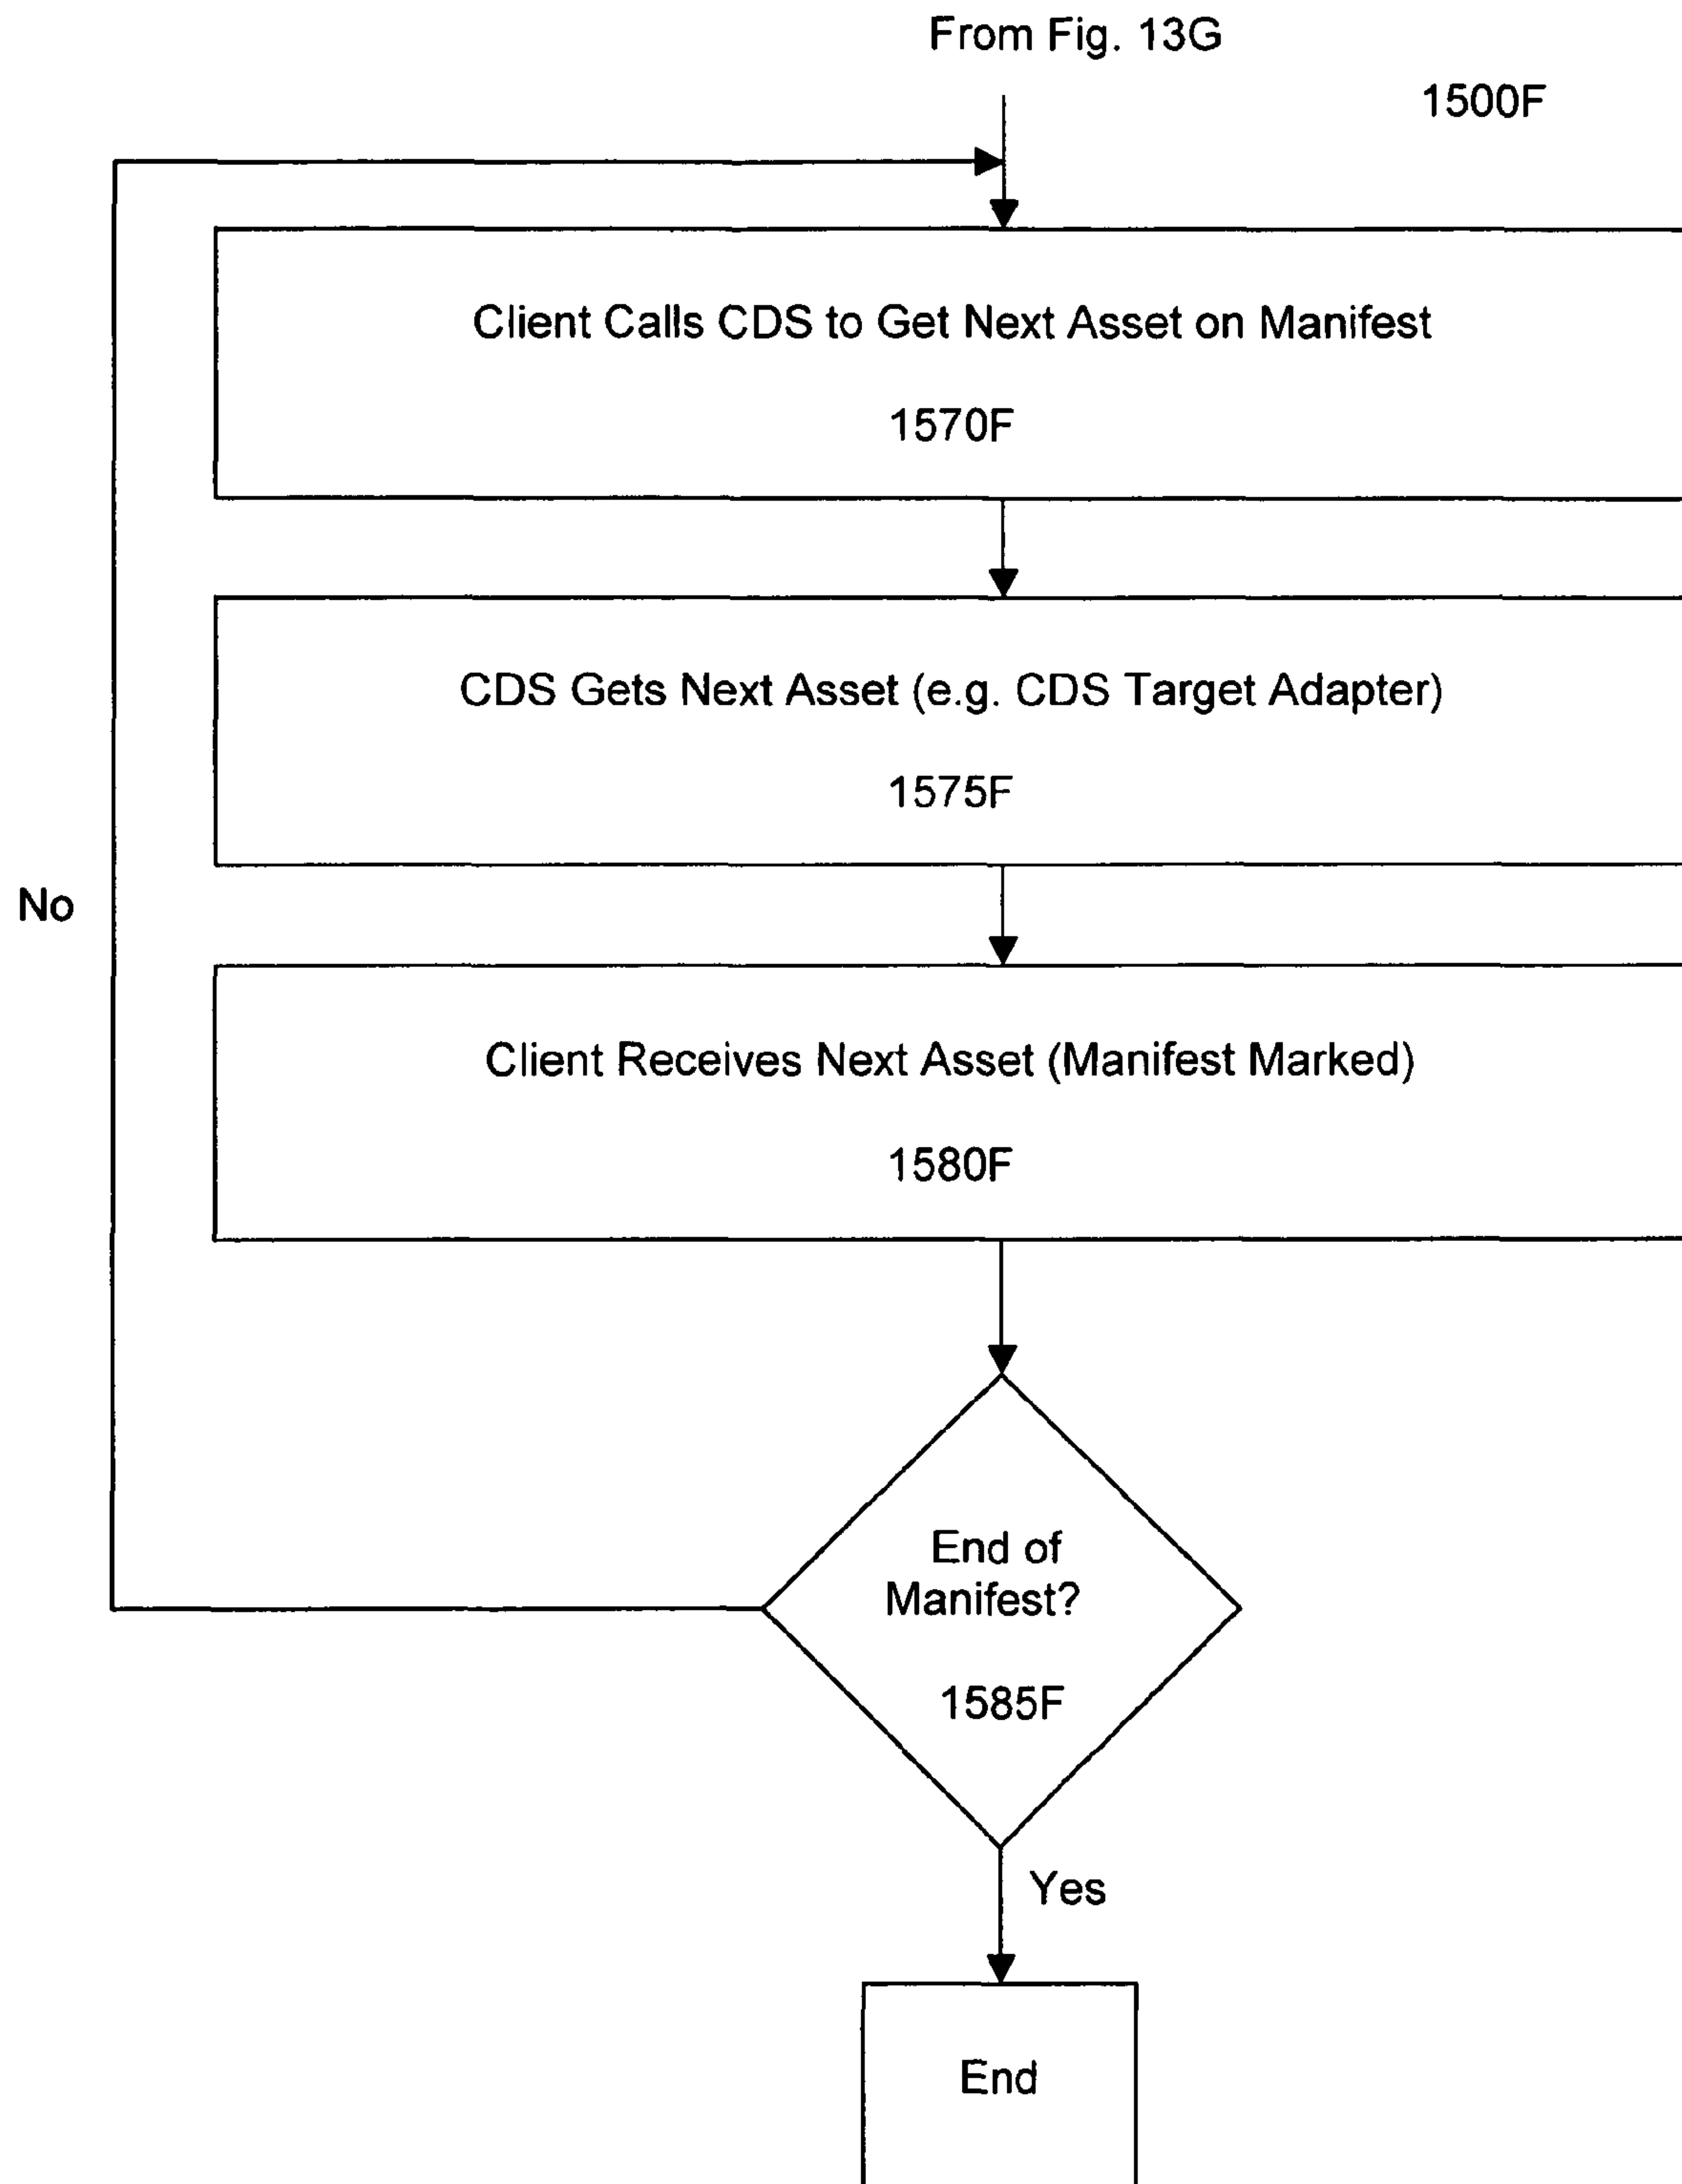 From Fig. 13G
1500F
Client Calls CDS to Get Next Asset on Manifest
1570F
CDS Gets Next Asset (e.g. CDS Target Adapter)
1575F
No
Client Receives Next Asset (Manifest Marked)
1580F
End of
Manifest?
1585F
Yes
End